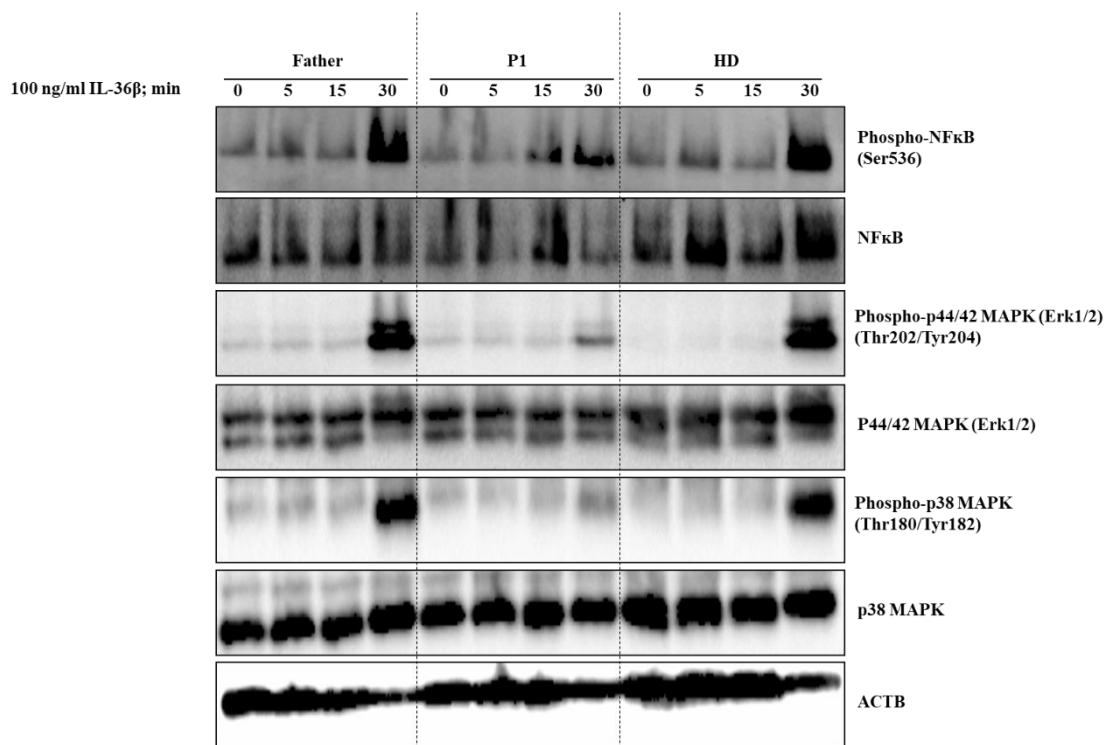 Father P1 HD
100 ng/ml IL-36β; min 0 5 15 30 0 5 15 30 0 5 15 30
Phospho-NFκB
(Ser536)
NFκB
Phospho-p44/42 MAPK (Erk1/2)
(Thr202/Tyr204)
P44/42 MAPK (Erk1/2)
Phospho-p38 MAPK
(Thr180/Tyr182)
p38 MAPK
ACTB